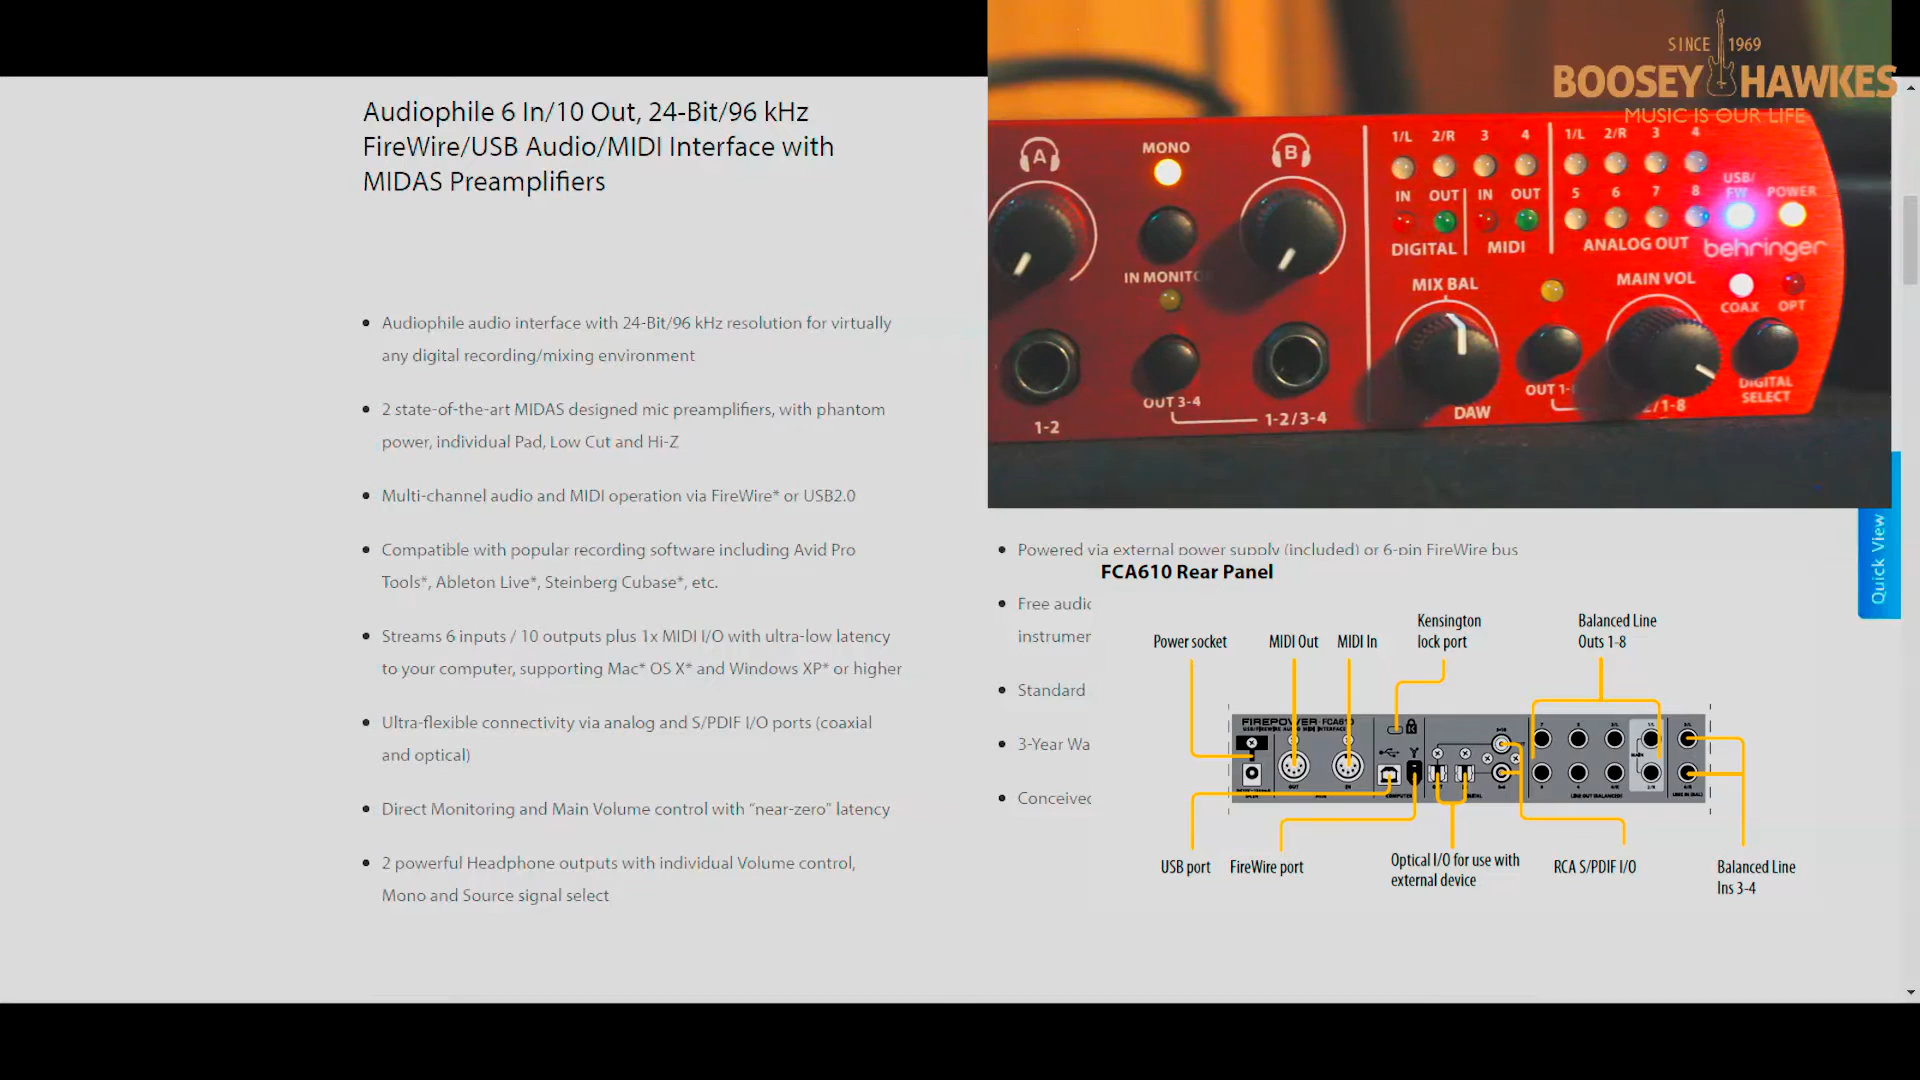 SINCE 1969
BOOSEY HAWKES
MUSIC IS OUR LIFE
Audiophile 6 In/10 Out, 24-Bit/96 kHz
FireWire/USB Audio/MIDI Interface with
MIDAS Preamplifiers
Audiophile audio interface with 24-Bit/96 kHz resolution for virtually
any digital recording/mixing environment
2 state-of-the-art MIDAS designed mic preamplifiers, with phantom
power, individual Pad, Low Cut and Hi-Z
Multi-channel audio and MIDI operation via FireWire* or USB2.0
Compatible with popular recording software including Avid Pro
Tools*, Ableton Live*, Steinberg Cubase*, etc.
Streams 6 inputs / 10 outputs plus 1x MIDI I/O with ultra-low latency
to your computer, supporting Mac* OS X* and Windows XP* or higher
Ultra-flexible connectivity via analog and S/PDIF I/O ports (coaxial
and optical)
Direct Monitoring and Main Volume control with “near-zero” latency
2 powerful Headphone outputs with individual Volume control,
Mono and Source signal select
A
MONO
B
1/L 2/R 3 4
1/L 2/R 3 4
IN OUT IN OUT
5 6 7 8
USB/
FW
POWER
DIGITAL MIDI
ANALOG OUT
behringer
IN MONITO
MIX BAL
MAIN VOL
COAX OPT
OUT 3-4
1-2
1-2/3-4
DAW
OUT 1-
/1-8
DIGITAL
SELECT
Quick View
Powered via external power supply (included) or 6-pin FireWire bus
Free audio
instrumen
Standard
3-Year Wa
Conceived
FCA610 Rear Panel
Power socket
MIDI Out
MIDI In
Kensington
lock port
Balanced Line
Outs 1-8
FIREPOWER FCA610
USB port
FireWire port
Optical I/O for use with
external device
RCA S/PDIF I/O
Balanced Line
Ins 3-4